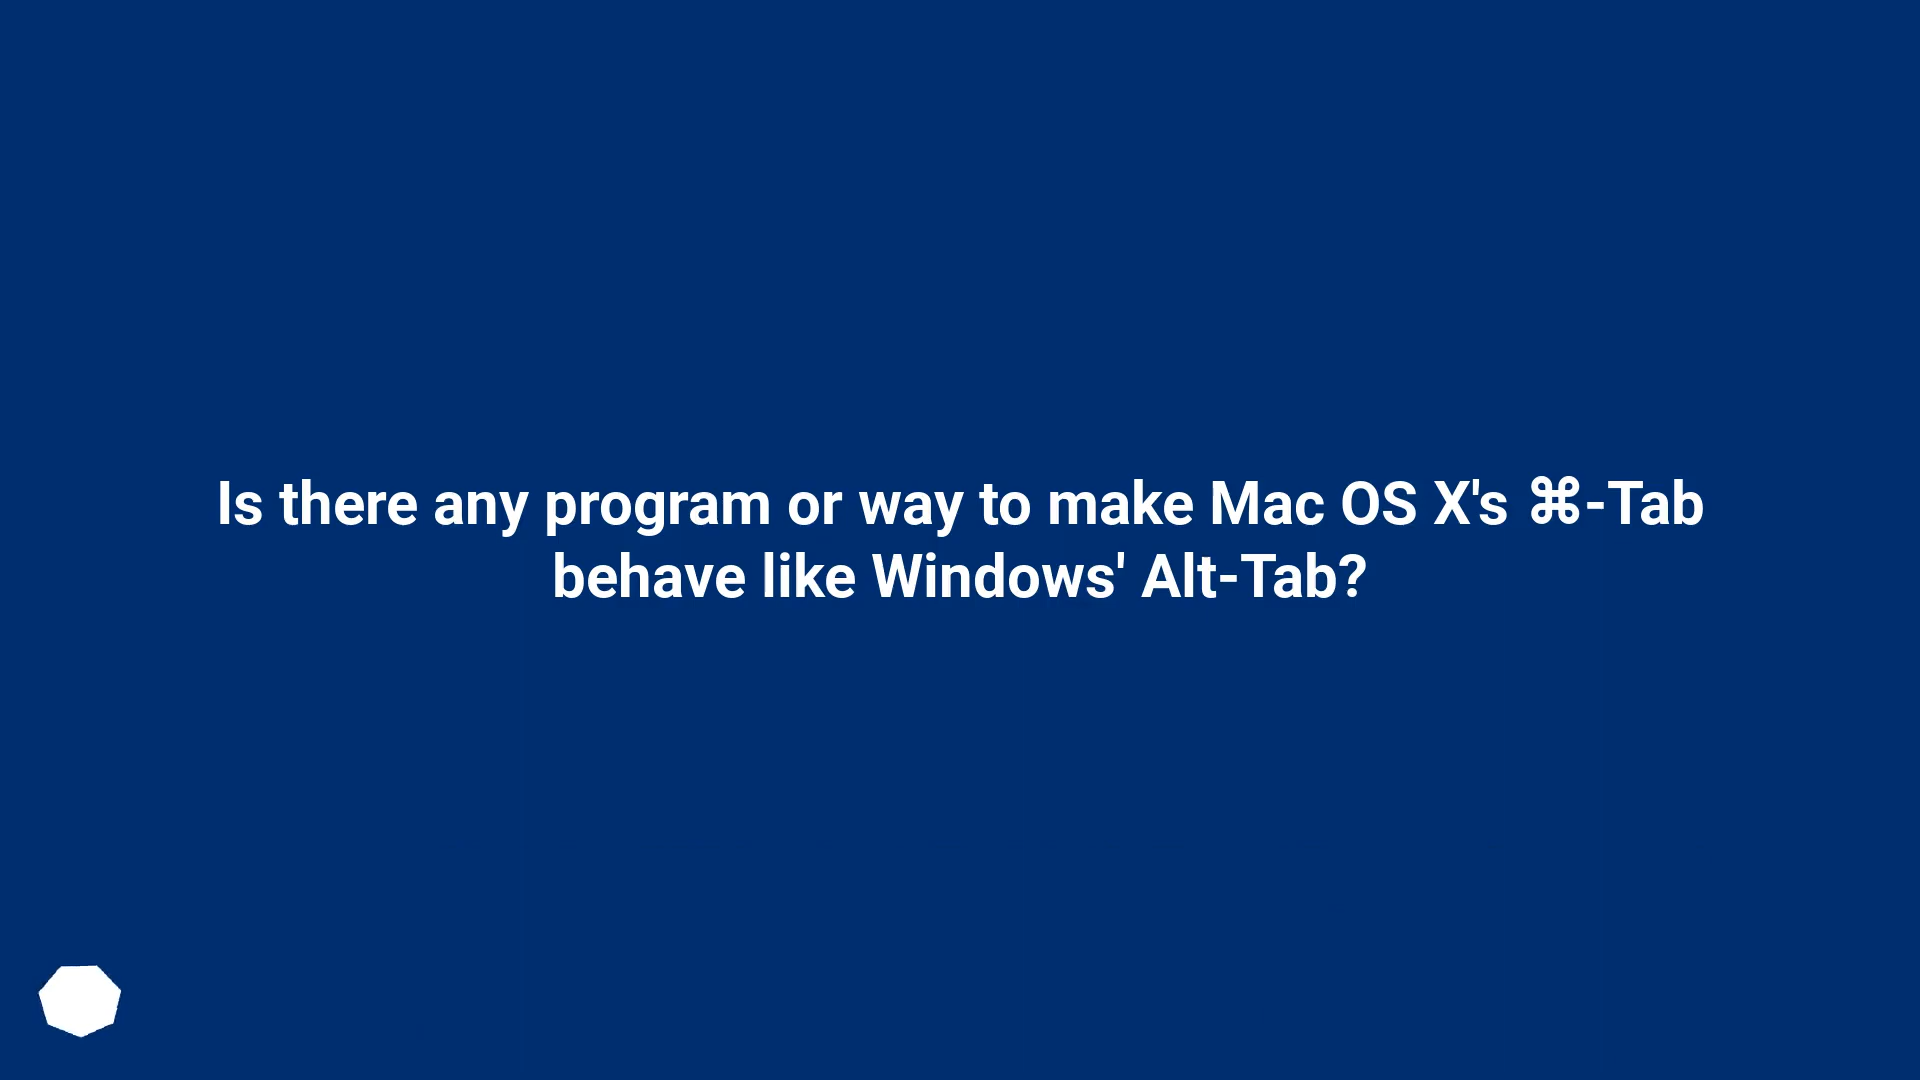 Is there any program or way to make Mac OS X's ⌘-Tab
behave like Windows' Alt-Tab?